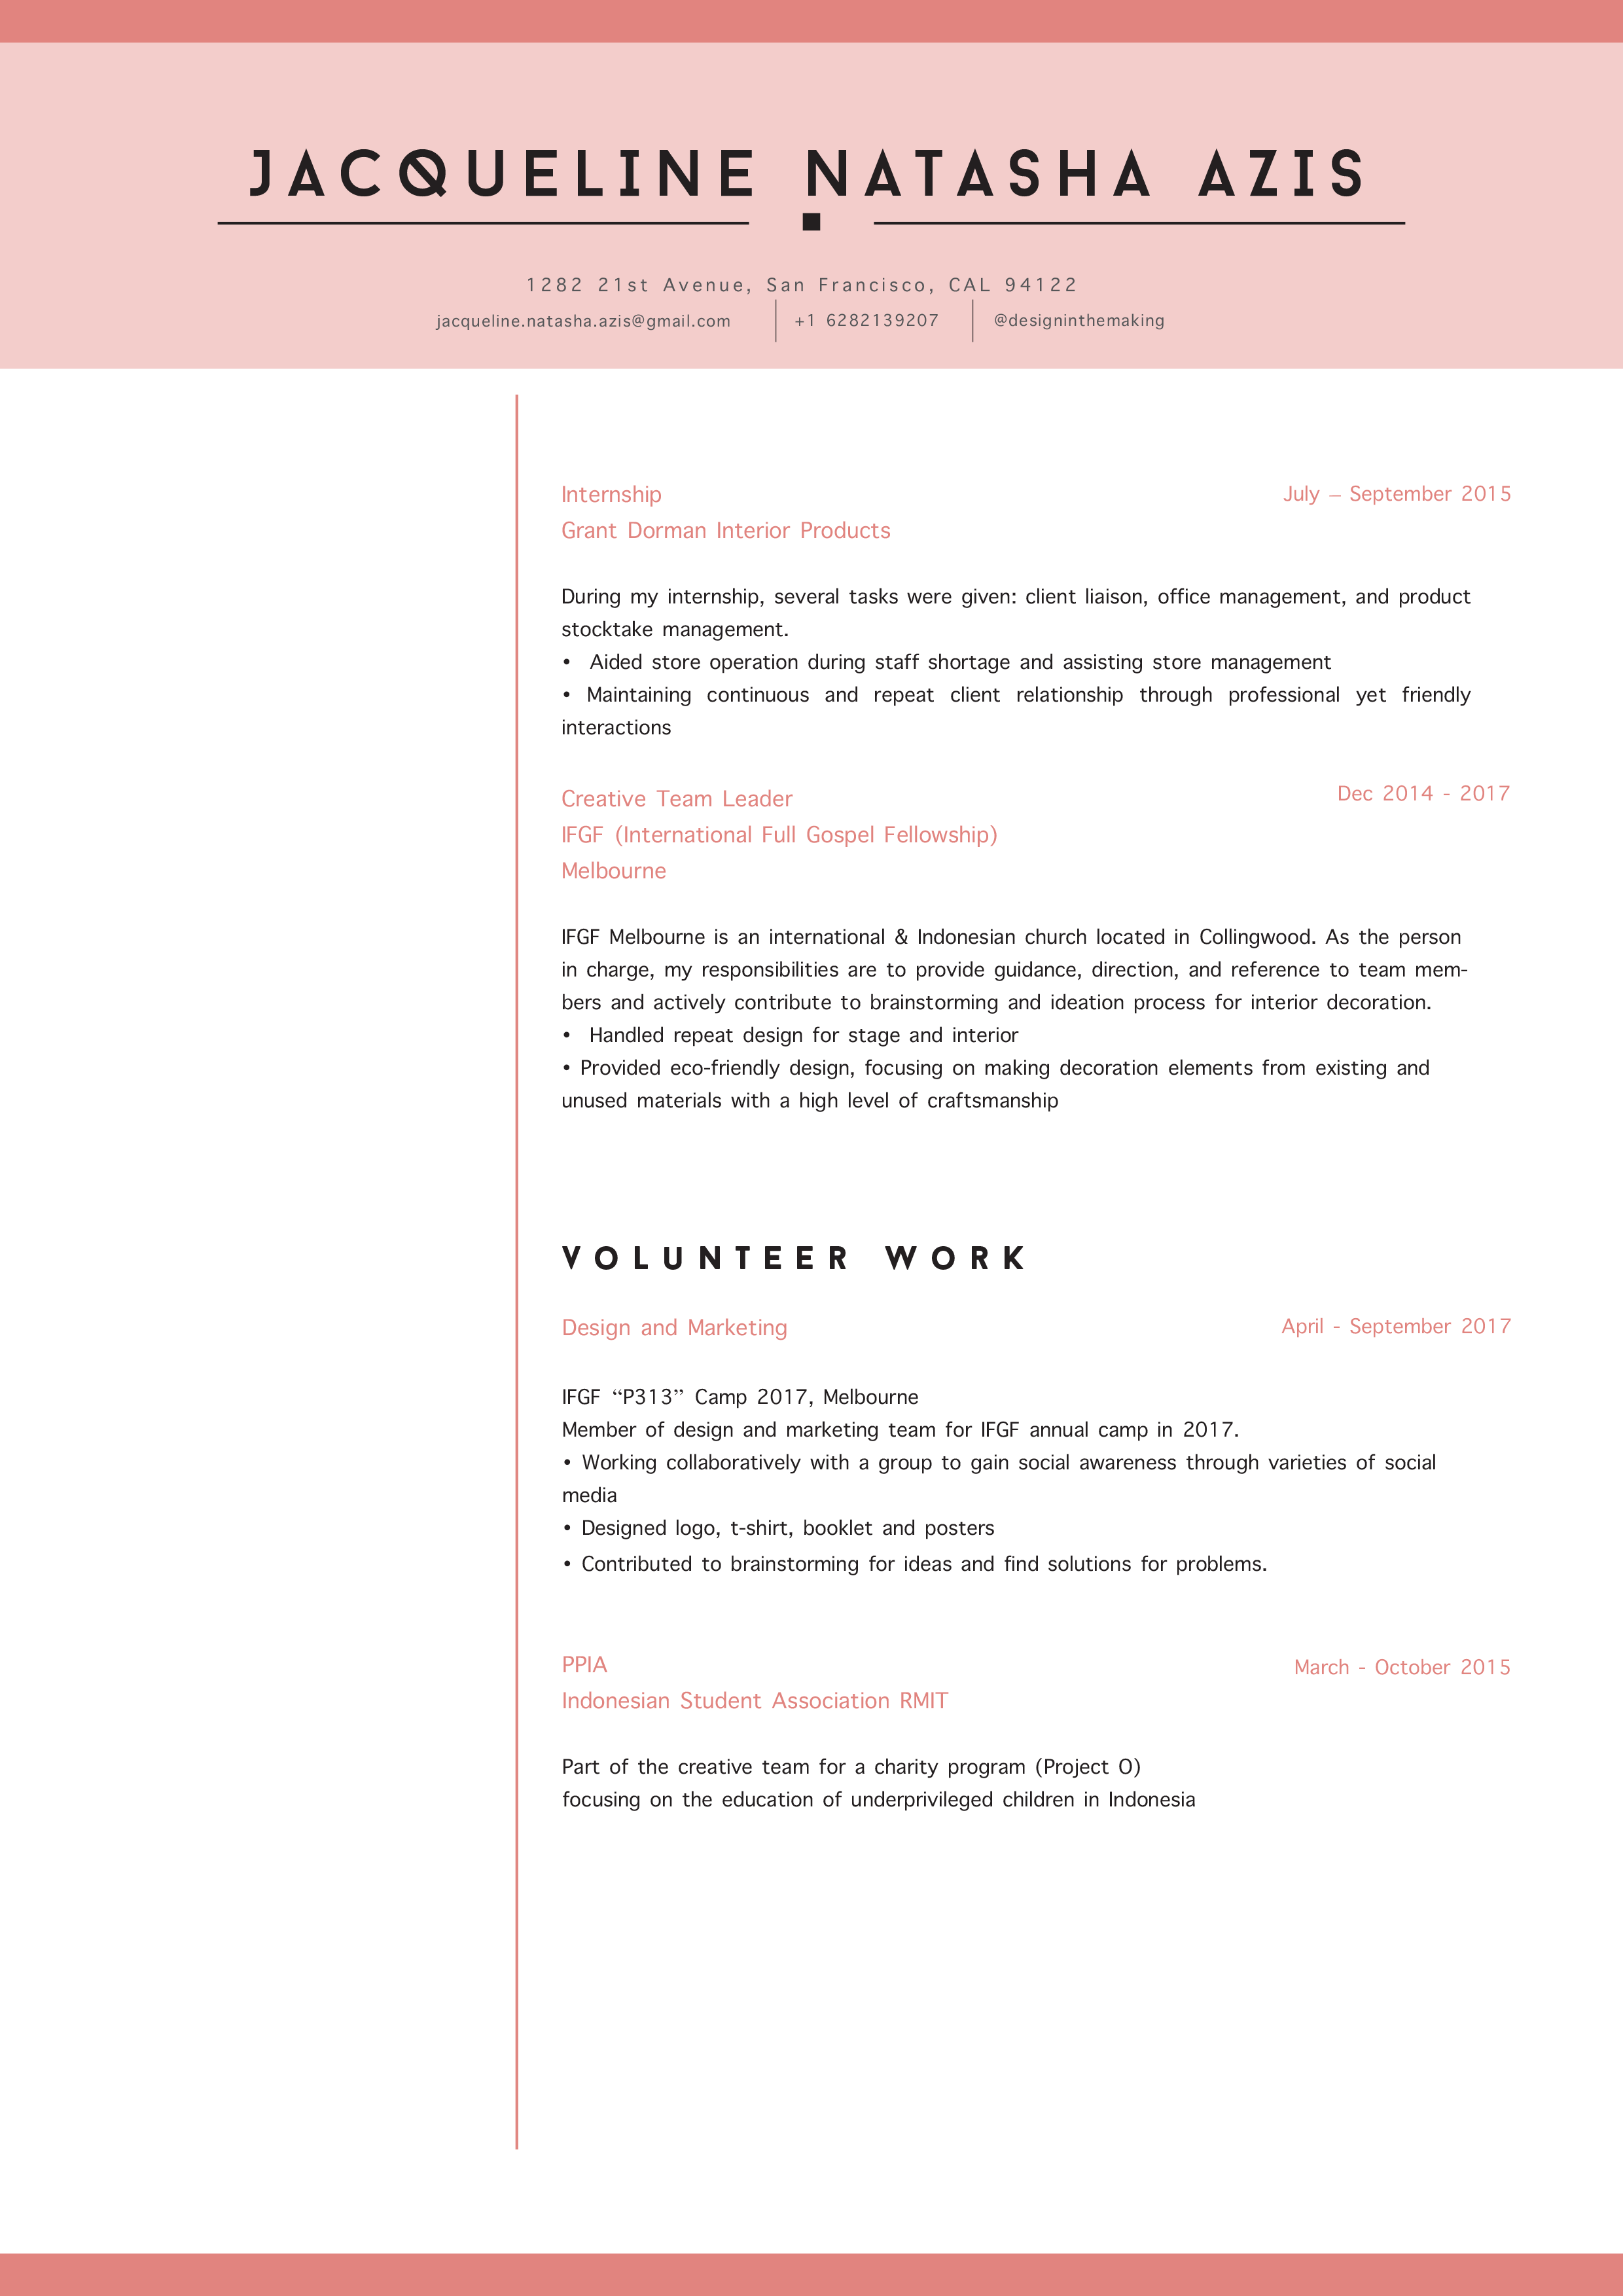 JACQUELINE NATASHA AZIS
1282 21st Avenue, San Francisco, CAL 94122
jacqueline.natasha.azis@gmail.com +1 6282139207 @designinthemaking
Internship July – September 2015
Grant Dorman Interior Products
During my internship, several tasks were given: client liaison, office management, and product
stocktake management.
• Aided store operation during staff shortage and assisting store management
• Maintaining continuous and repeat client relationship through professional yet friendly
interactions
Creative Team Leader Dec 2014 - 2017
IFGF (International Full Gospel Fellowship)
Melbourne
IFGF Melbourne is an international & Indonesian church located in Collingwood. As the person
in charge, my responsibilities are to provide guidance, direction, and reference to team mem-
bers and actively contribute to brainstorming and ideation process for interior decoration.
• Handled repeat design for stage and interior
• Provided eco-friendly design, focusing on making decoration elements from existing and
unused materials with a high level of craftsmanship
VOLUNTEER WORK
Design and Marketing April - September 2017
IFGF “P313” Camp 2017, Melbourne
Member of design and marketing team for IFGF annual camp in 2017.
• Working collaboratively with a group to gain social awareness through varieties of social
media
• Designed logo, t-shirt, booklet and posters
• Contributed to brainstorming for ideas and find solutions for problems.
PPIA March - October 2015
Indonesian Student Association RMIT
Part of the creative team for a charity program (Project O)
focusing on the education of underprivileged children in Indonesia